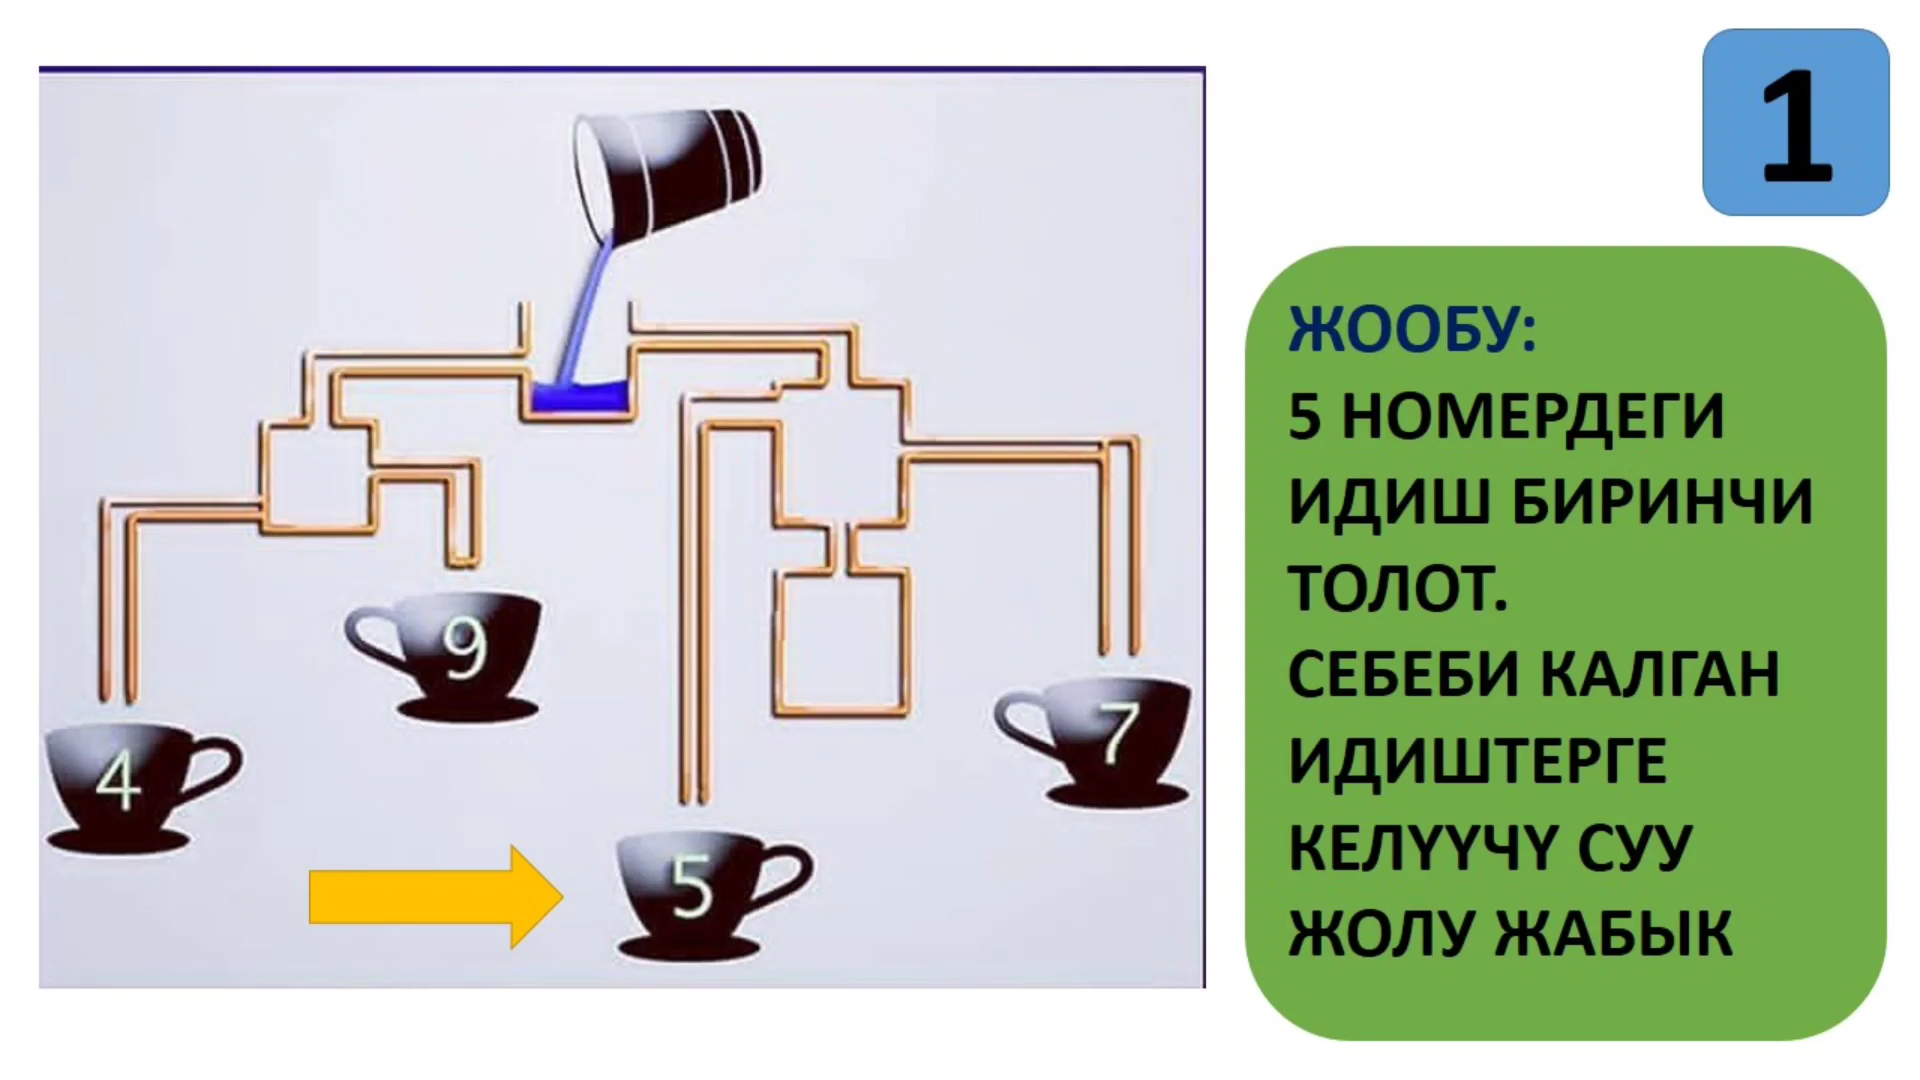 1
ЖООБУ:
5 НОМЕРДЕГИ
ИДИШ БИРИНЧИ
ТОЛОТ.
СЕБЕБИ КАЛГАН
ИДИШТЕРГЕ
КЕЛҮҮЧҮ СУУ
ЖОЛУ ЖАБЫК
9
7
4
5